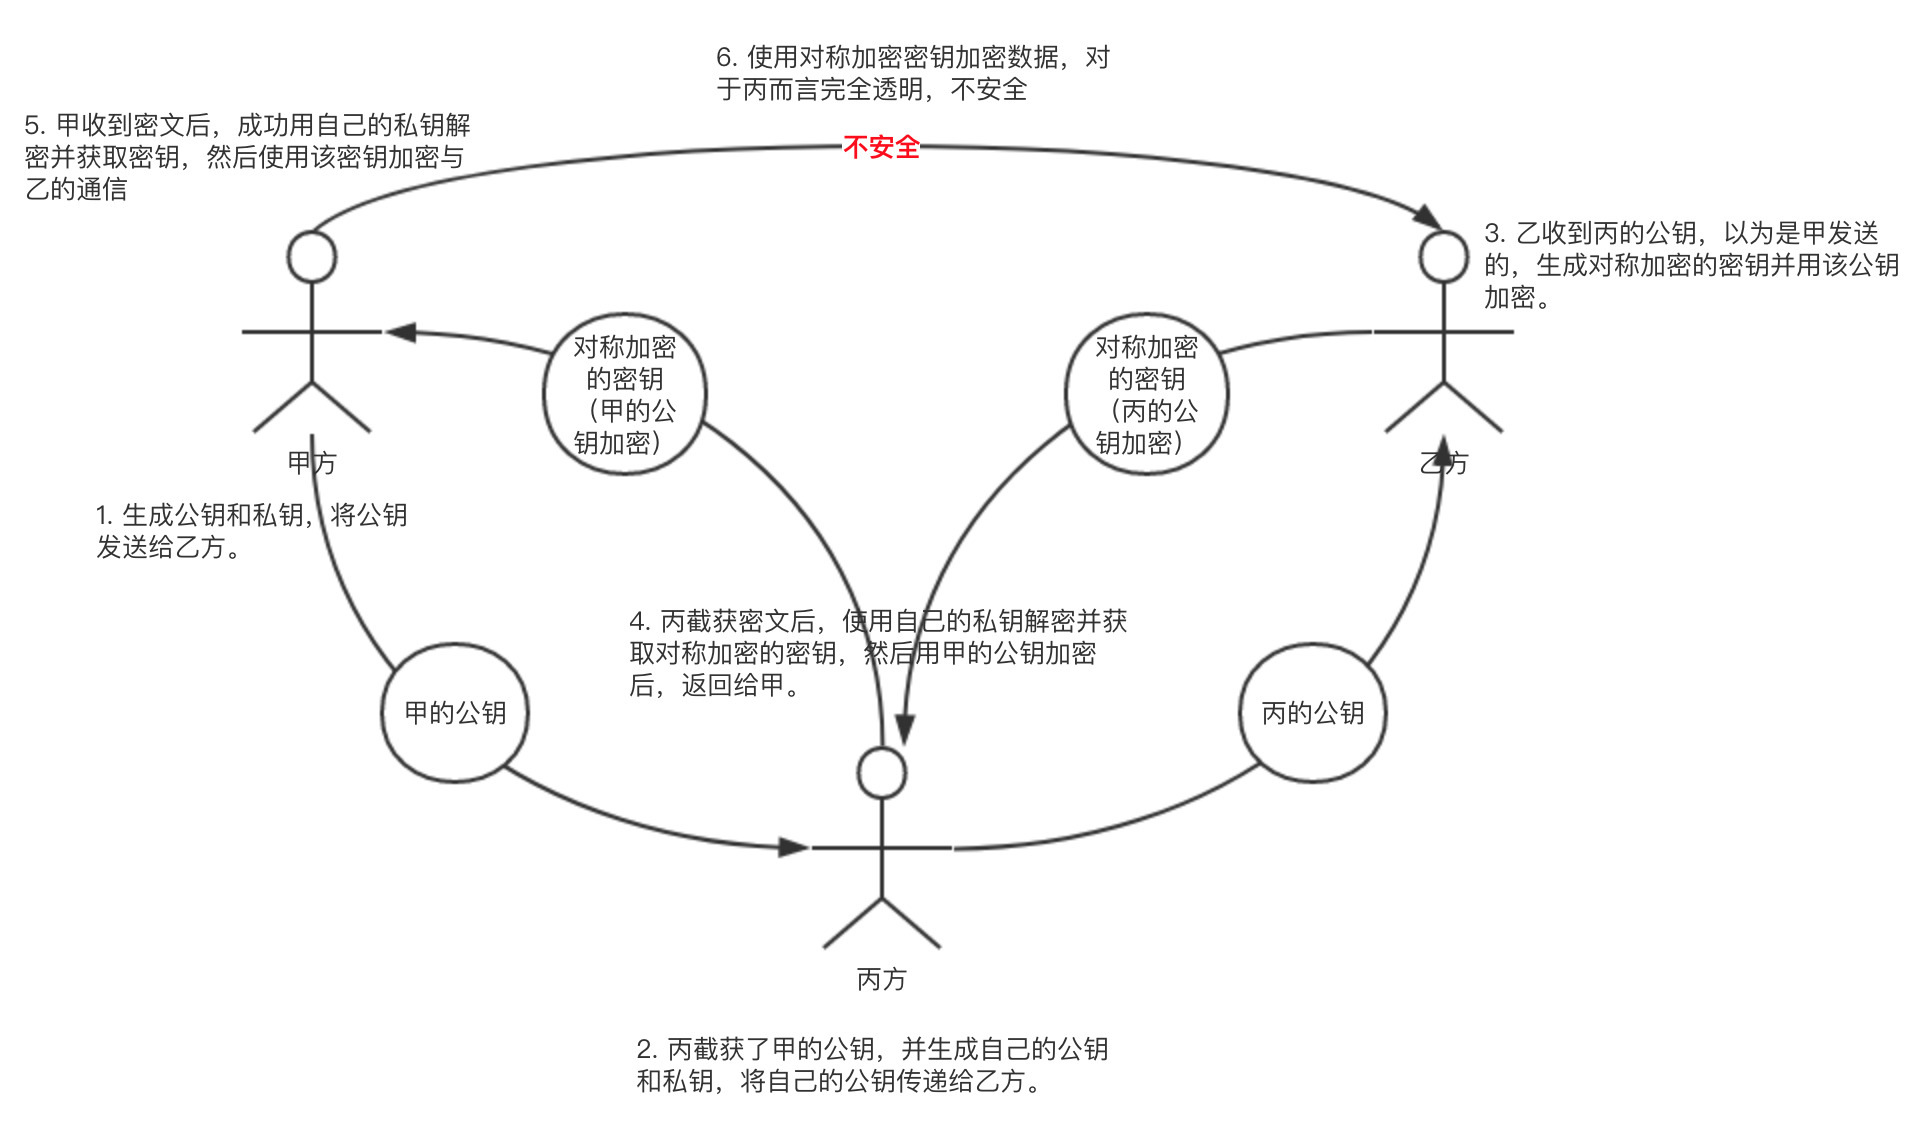 6. 使用对称加密密钥加密数据，对
于丙而言完全透明，不安全
5. 甲收到密文后，成功用自己的私钥解
密并获取密钥，然后使用该密钥加密与
乙的通信
不安全
3. 乙收到丙的公钥，以为是甲发送
的，生成对称加密的密钥并用该公钥
加密。
对称加密
的密钥
（甲的公
钥加密）
对称加密
的密钥
（丙的公
钥加密）
甲方
乙方
1. 生成公钥和私钥，将公钥
发送给乙方。
4. 丙截获密文后，使用自己的私钥解密并获
取对称加密的密钥，然后用甲的公钥加密
后，返回给甲。
甲的公钥
丙的公钥
丙方
2. 丙截获了甲的公钥，并生成自己的公钥
和私钥，将自己的公钥传递给乙方。